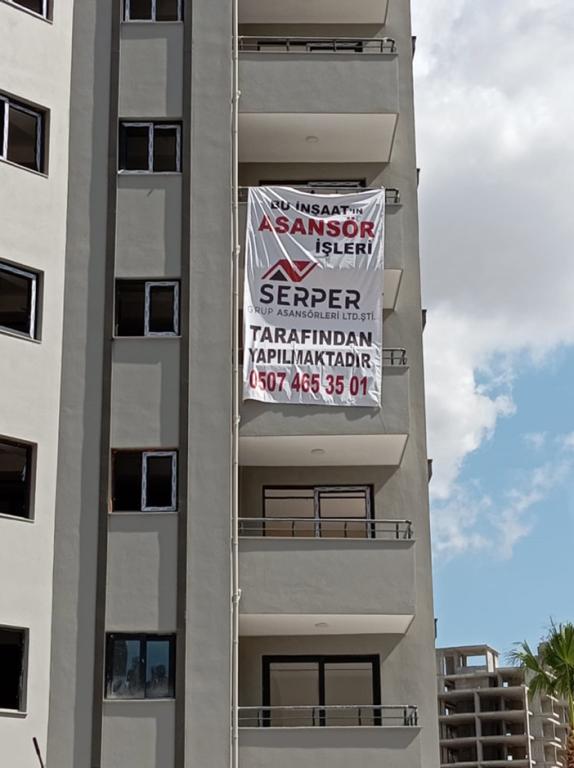 BU İNŞAAT'IN
ASANSÖR
İŞLERİ
SERPER
GRUP ASANSÖRLERİ LTD.ŞTİ.
TARAFINDAN
YAPILMAKTADIR
0507 465 35 01